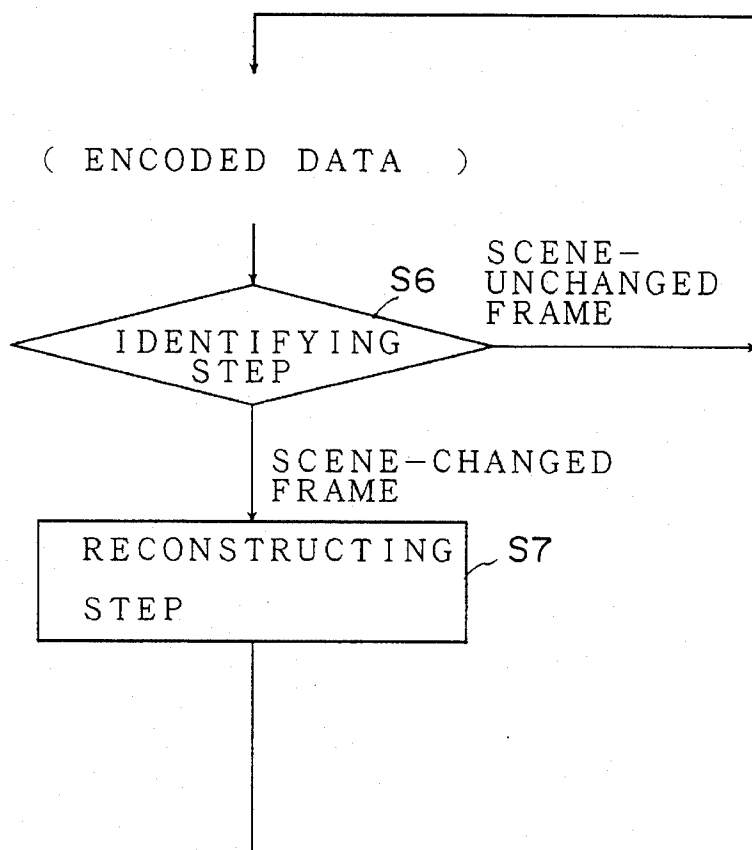 ( ENCODED DATA )
S6
SCENE-
UNCHANGED
FRAME
IDENTIFYING
STEP
SCENE-CHANGED
FRAME
RECONSTRUCTING
STEP
S7